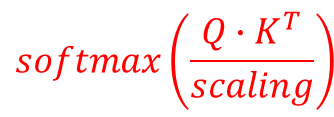 softmax(Q · K^T / scaling)